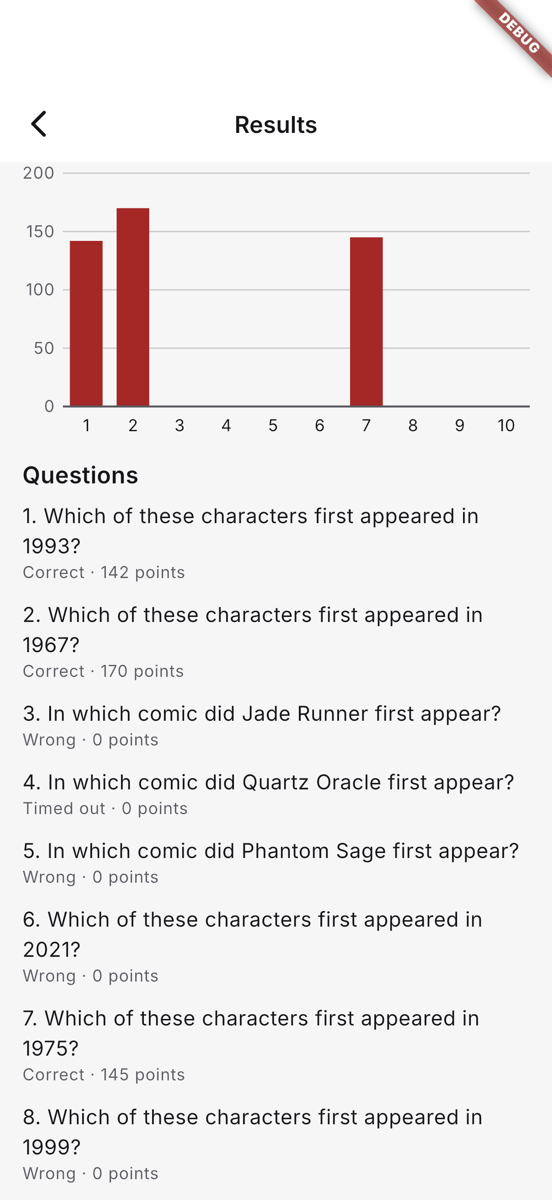 DEBUG
Results
200
150
100
50
0
1 2 3 4 5 6 7 8 9 10
Questions
1. Which of these characters first appeared in
1993?
Correct · 142 points
2. Which of these characters first appeared in
1967?
Correct · 170 points
3. In which comic did Jade Runner first appear?
Wrong · 0 points
4. In which comic did Quartz Oracle first appear?
Timed out · 0 points
5. In which comic did Phantom Sage first appear?
Wrong · 0 points
6. Which of these characters first appeared in
2021?
Wrong · 0 points
7. Which of these characters first appeared in
1975?
Correct · 145 points
8. Which of these characters first appeared in
1999?
Wrong · 0 points